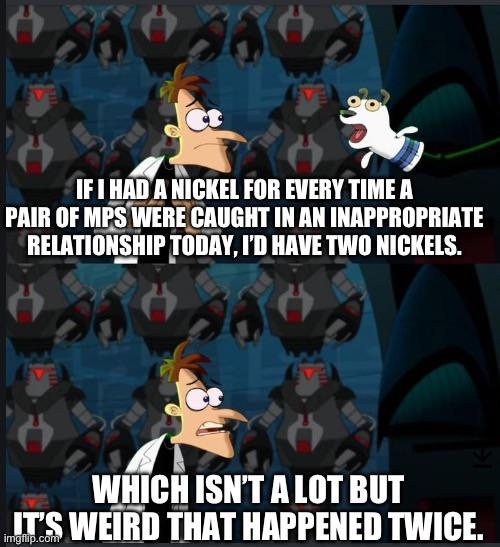 IF I HAD A NICKEL FOR EVERY TIME A
PAIR OF MPS WERE CAUGHT IN AN INAPPROPRIATE
RELATIONSHIP TODAY, I’D HAVE TWO NICKELS.
WHICH ISN’T A LOT BUT
IT’S WEIRD THAT HAPPENED TWICE.
imgflip.com